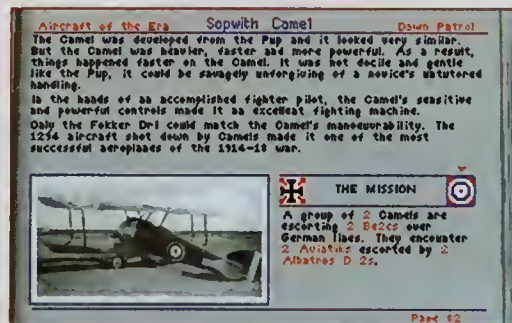 Aircraft of the Era Sopwith Camel Dawn Patrol
The Camel was developed from the Pup and it looked very similar.
But the Camel was heavier, faster and more powerful. As a result,
things happened faster on the Camel. It was not docile and gentle
like the Pup, it could be savagely unforgiving of a novice's untutored
handling.
In the hands of an accomplished fighter pilot, the Camel's sensitive
and powerful controls made it an excellent fighting machine.
Only the Fokker Dr1 could match the Camel's manoeuvrability. The
1294 aircraft shot down by Camels made it one of the most
successful aeroplanes of the 1914-18 war.
THE MISSION
A group of 2 Camels are
escorting 2 Be2cs over
German lines. They encounter
2 Aviatiks escorted by 2
Albatros D 2s.
Page 62